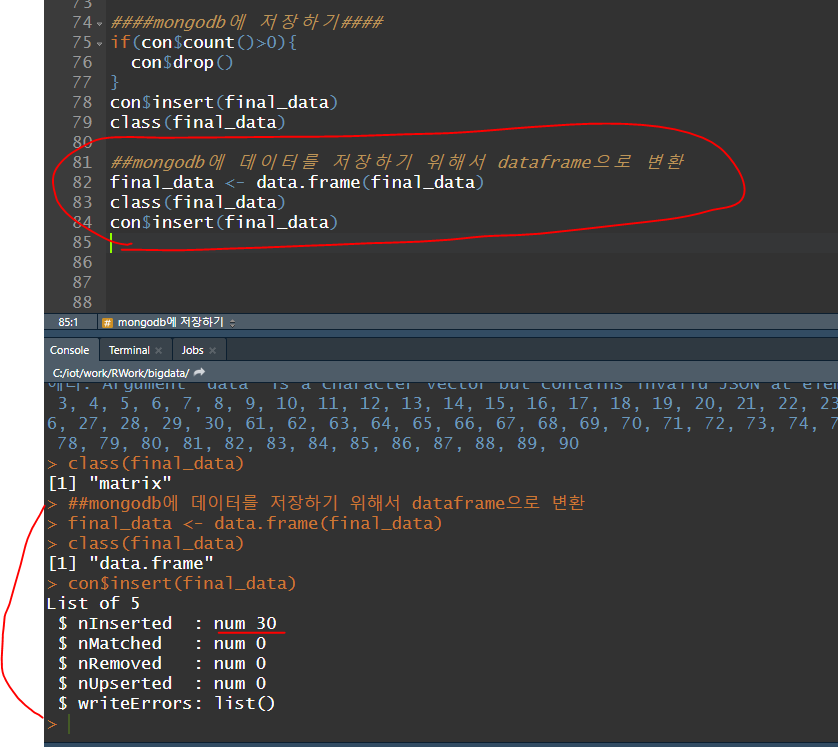 73
74 ####mongodb에 저장하기####
75 if(con$count()>0){
76 con$drop()
77 }
78 con$insert(final_data)
79 class(final_data)
80
81 ##mongodb에 데이터를 저장하기 위해서 dataframe으로 변환
82 final_data <- data.frame(final_data)
83 class(final_data)
84 con$insert(final_data)
85
86
87
88
85:1 # mongodb에 저장하기
Console Terminal Jobs
C:/iot/work/RWork/bigdata/
에러: Argument 'data' is a character vector but contains invalid JSON at elem
3, 4, 5, 6, 7, 8, 9, 10, 11, 12, 13, 14, 15, 16, 17, 18, 19, 20, 21, 22, 23
6, 27, 28, 29, 30, 61, 62, 63, 64, 65, 66, 67, 68, 69, 70, 71, 72, 73, 74, 7
78, 79, 80, 81, 82, 83, 84, 85, 86, 87, 88, 89, 90
> class(final_data)
[1] "matrix"
> ##mongodb에 데이터를 저장하기 위해서 dataframe으로 변환
> final_data <- data.frame(final_data)
> class(final_data)
[1] "data.frame"
> con$insert(final_data)
List of 5
$ nInserted : num 30
$ nMatched : num 0
$ nRemoved : num 0
$ nUpserted : num 0
$ writeErrors: list()
>